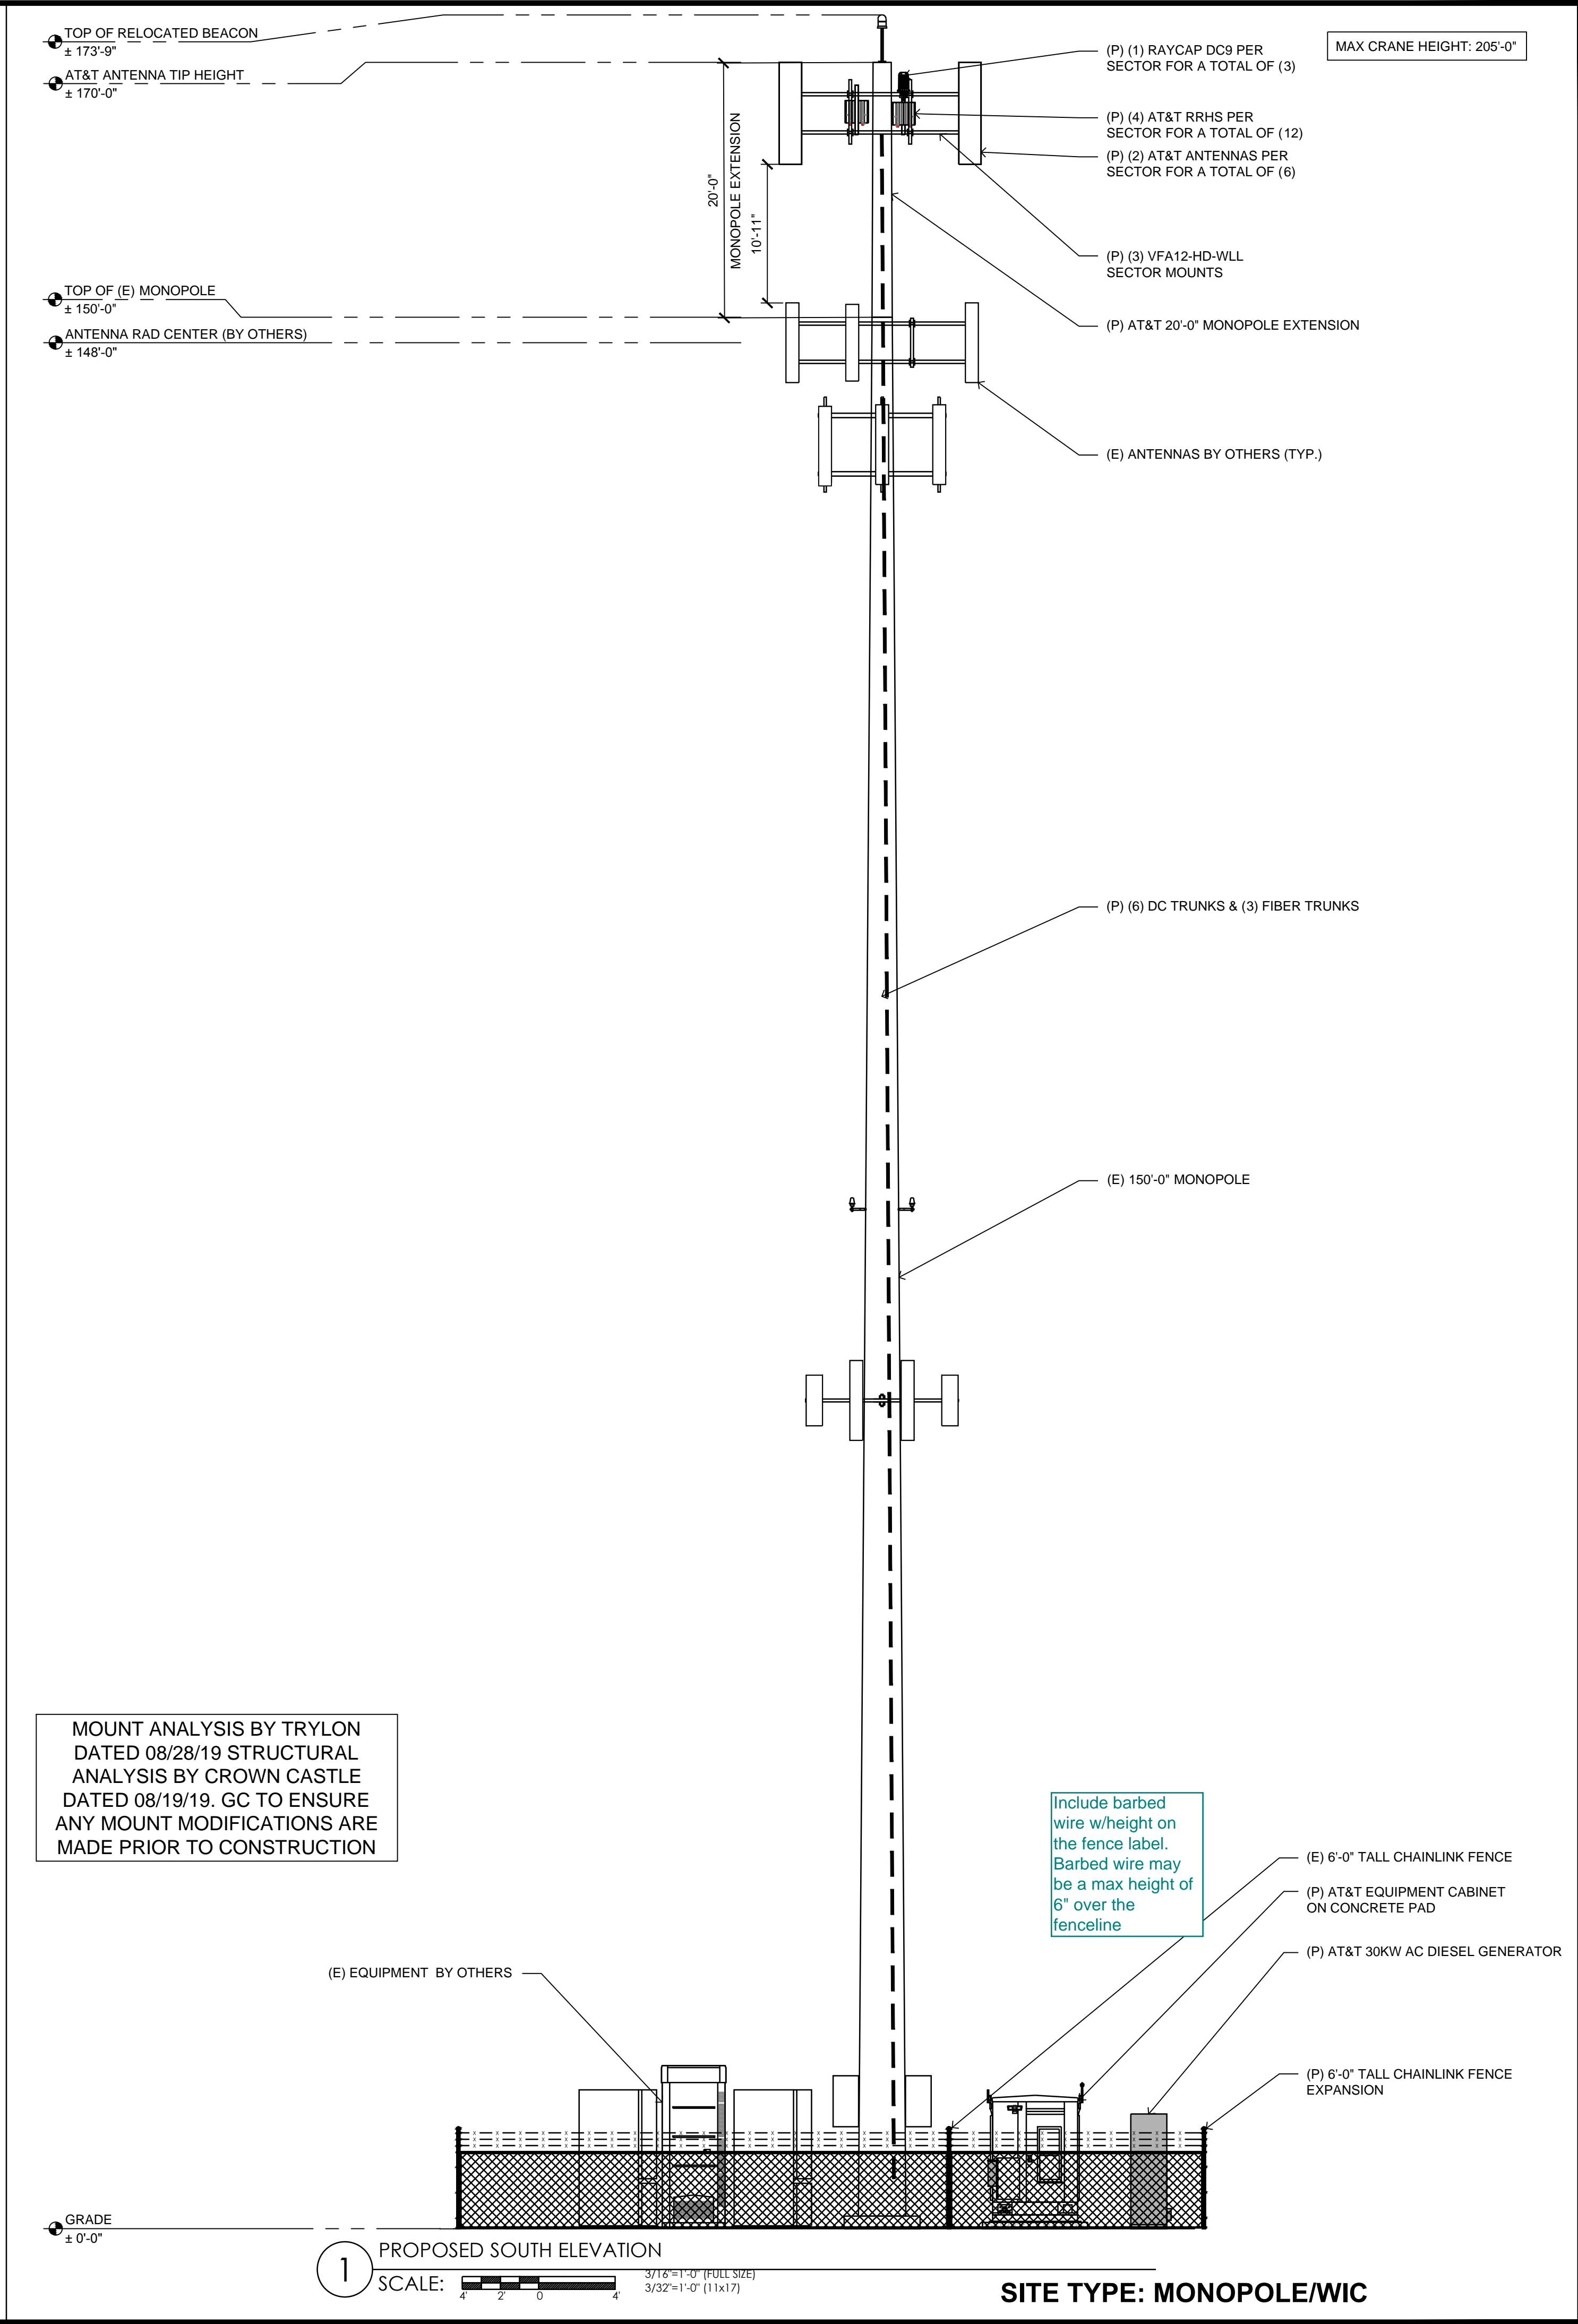 TOP OF RELOCATED BEACON
± 173'-9"
AT&T ANTENNA TIP HEIGHT
± 170'-0"
(P) (1) RAYCAP DC9 PER
SECTOR FOR A TOTAL OF (3)
MAX CRANE HEIGHT: 205'-0"
(P) (4) AT&T RRHS PER
SECTOR FOR A TOTAL OF (12)
(P) (2) AT&T ANTENNAS PER
SECTOR FOR A TOTAL OF (6)
20'-0"
MONOPOLE EXTENSION
10'-11"
(P) (3) VFA12-HD-WLL
SECTOR MOUNTS
TOP OF (E) MONOPOLE
± 150'-0"
ANTENNA RAD CENTER (BY OTHERS)
± 148'-0"
(P) AT&T 20'-0" MONOPOLE EXTENSION
(E) ANTENNAS BY OTHERS (TYP.)
(P) (6) DC TRUNKS & (3) FIBER TRUNKS
(E) 150'-0" MONOPOLE
MOUNT ANALYSIS BY TRYLON
DATED 08/28/19 STRUCTURAL
ANALYSIS BY CROWN CASTLE
DATED 08/19/19. GC TO ENSURE
ANY MOUNT MODIFICATIONS ARE
MADE PRIOR TO CONSTRUCTION
Include barbed
wire w/height on
the fence label.
Barbed wire may
be a max height of
6" over the
fenceline
(E) 6'-0" TALL CHAINLINK FENCE
(P) AT&T EQUIPMENT CABINET
ON CONCRETE PAD
(P) AT&T 30KW AC DIESEL GENERATOR
(E) EQUIPMENT  BY OTHERS
(P) 6'-0" TALL CHAINLINK FENCE
EXPANSION
GRADE
± 0'-0"
1
PROPOSED SOUTH ELEVATION
SCALE:
4' 2' 0 4'
3/16"=1'-0" (FULL SIZE)
3/32"=1'-0" (11x17)
SITE TYPE: MONOPOLE/WIC